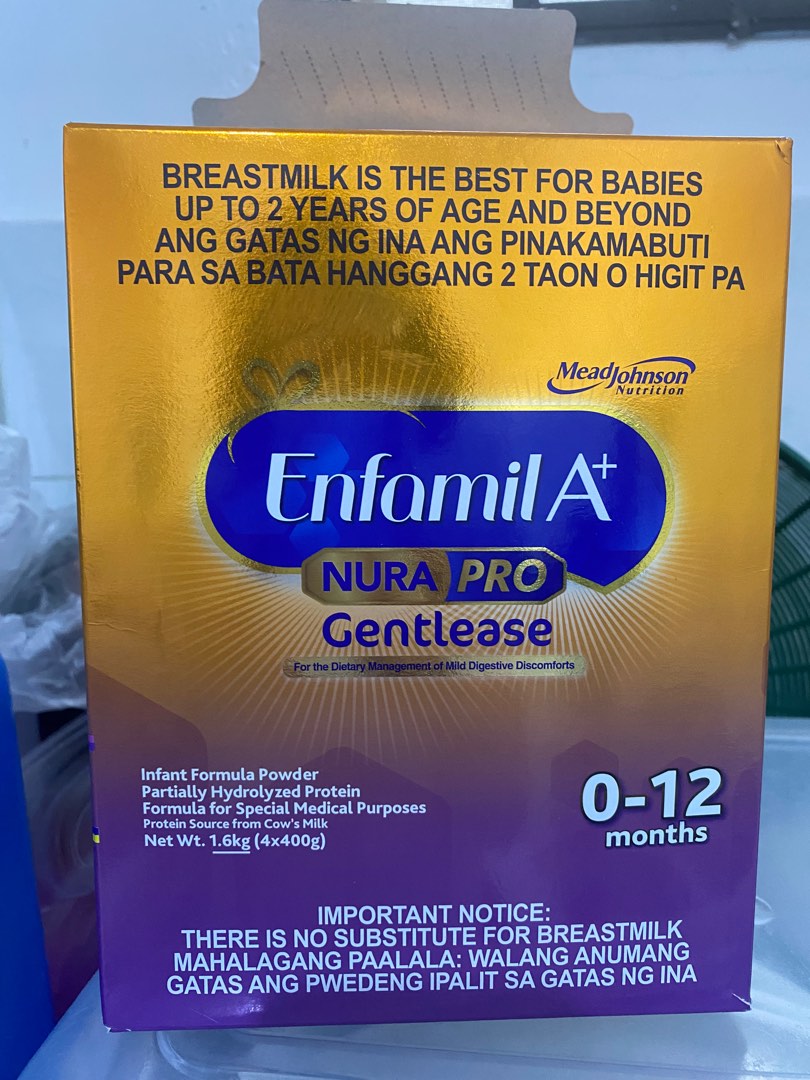 BREASTMILK IS THE BEST FOR BABIES
UP TO 2 YEARS OF AGE AND BEYOND
ANG GATAS NG INA ANG PINAKAMABUTI
PARA SA BATA HANGGANG 2 TAON O HIGIT PA
MeadJohnson
Nutrition
Enfamil A+
NURA PRO
Gentlease
For the Dietary Management of Mild Digestive Discomforts
Infant Formula Powder
Partially Hydrolyzed Protein
Formula for Special Medical Purposes
Protein Source from Cow's Milk
Net Wt. 1.6kg (4x400g)
0-12
months
IMPORTANT NOTICE:
THERE IS NO SUBSTITUTE FOR BREASTMILK
MAHALAGANG PAALALA: WALANG ANUMANG
GATAS ANG PWEDENG IPALIT SA GATAS NG INA